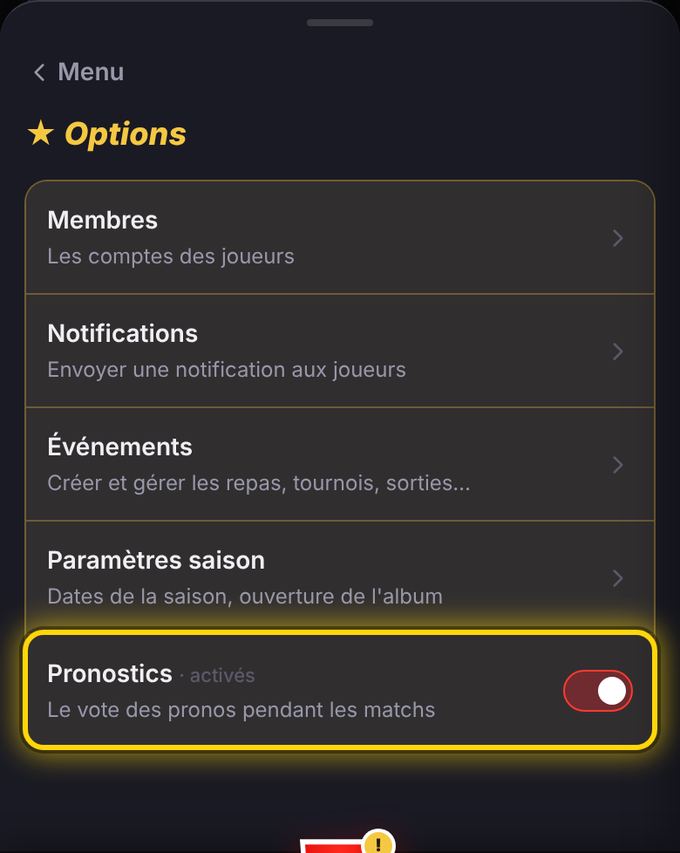 Menu
★ Options
Membres
Les comptes des joueurs
Notifications
Envoyer une notification aux joueurs
Événements
Créer et gérer les repas, tournois, sorties...
Paramètres saison
Dates de la saison, ouverture de l'album
Pronostics · activés
Le vote des pronos pendant les matchs
!